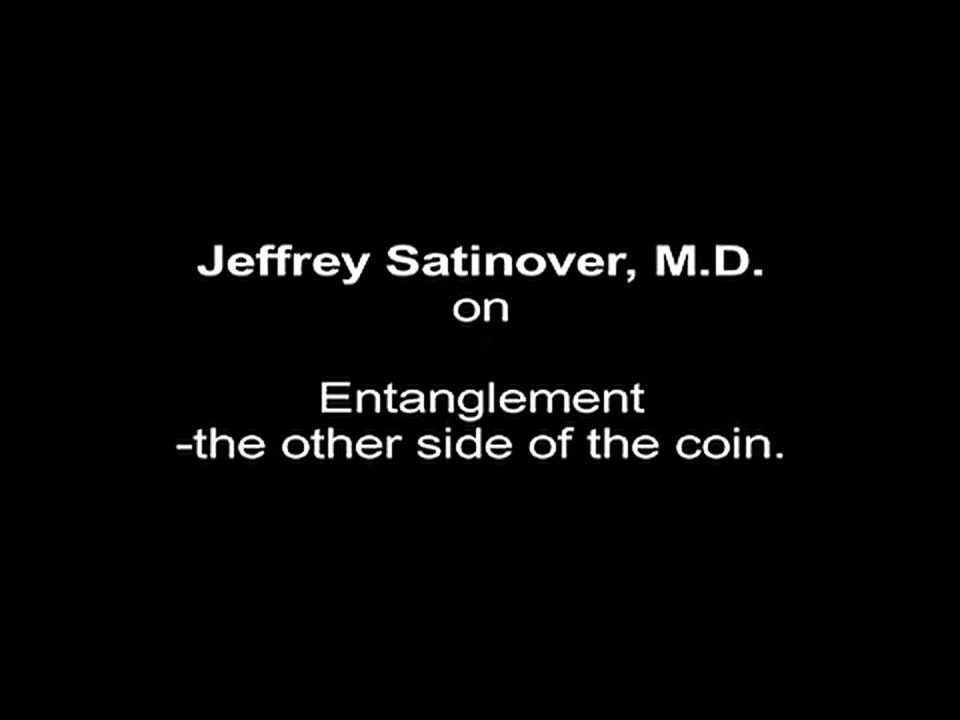 Jeffrey Satinover, M.D.
on
Entanglement
-the other side of the coin.